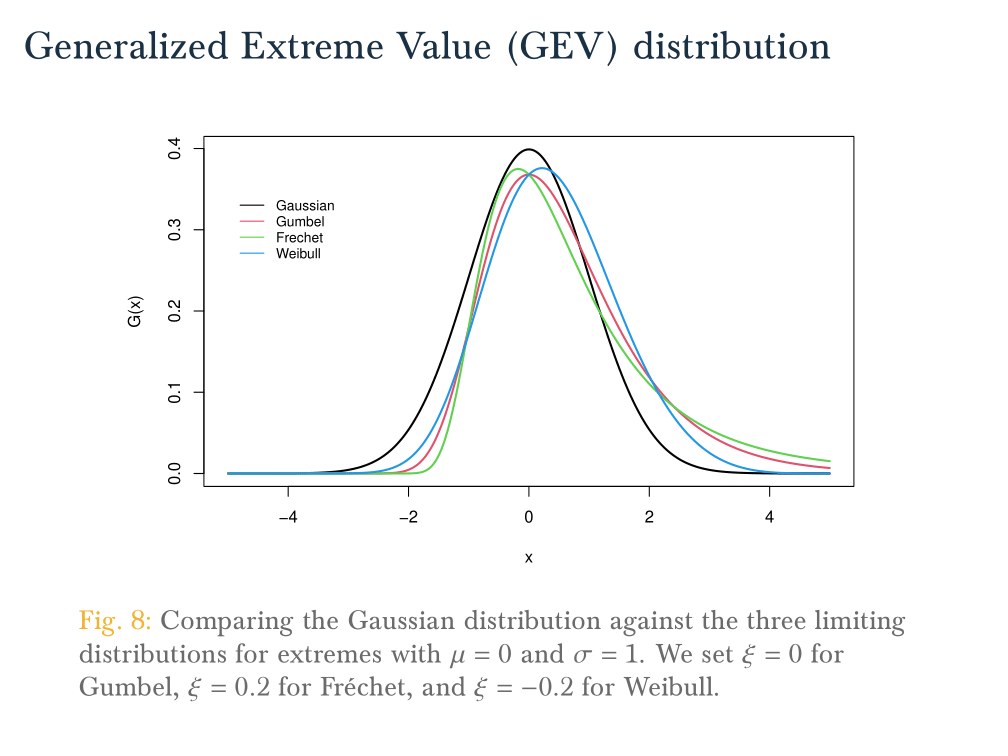 Generalized Extreme Value (GEV) distribution
0.4
0.3
0.2
0.1
0.0
G(x)
Gaussian
Gumbel
Frechet
Weibull
−4
−2
0
2
4
x
Fig. 8: Comparing the Gaussian distribution against the three limiting
distributions for extremes with μ = 0 and σ = 1. We set ξ = 0 for
Gumbel, ξ = 0.2 for Fréchet, and ξ = −0.2 for Weibull.